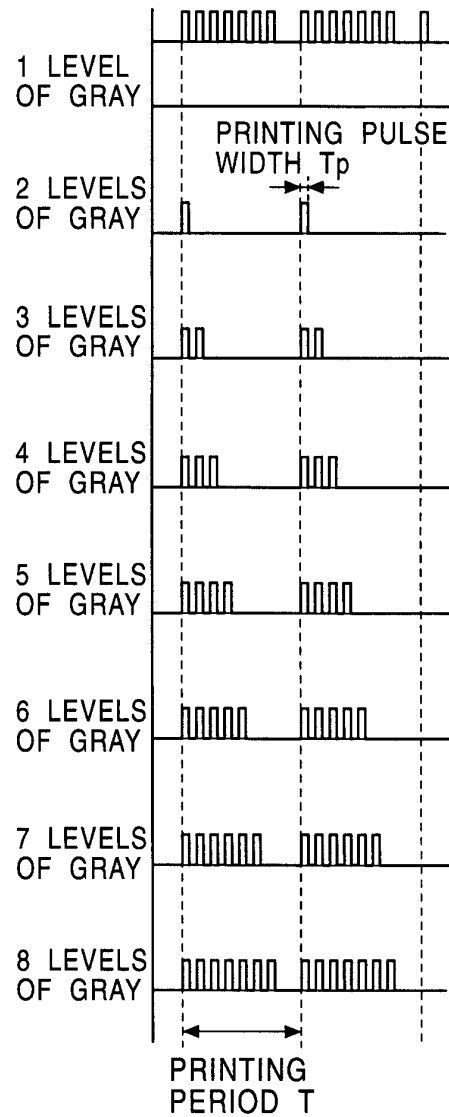 1 LEVEL
OF GRAY
PRINTING PULSE
WIDTH Tp
2 LEVELS
OF GRAY
3 LEVELS
OF GRAY
4 LEVELS
OF GRAY
5 LEVELS
OF GRAY
6 LEVELS
OF GRAY
7 LEVELS
OF GRAY
8 LEVELS
OF GRAY
PRINTING
PERIOD T